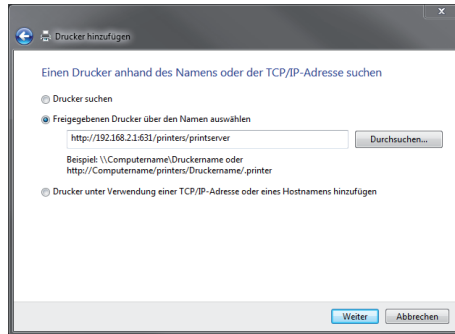 x
Drucker hinzufügen
Einen Drucker anhand des Namens oder der TCP/IP-Adresse suchen
Drucker suchen
Freigegebenen Drucker über den Namen auswählen
http://192.168.2.1:631/printers/printserver
Durchsuchen...
Beispiel: \\Computername\Druckername oder
http://Computername/printers/Druckername/.printer
Drucker unter Verwendung einer TCP/IP-Adresse oder eines Hostnamens hinzufügen
Weiter
Abbrechen